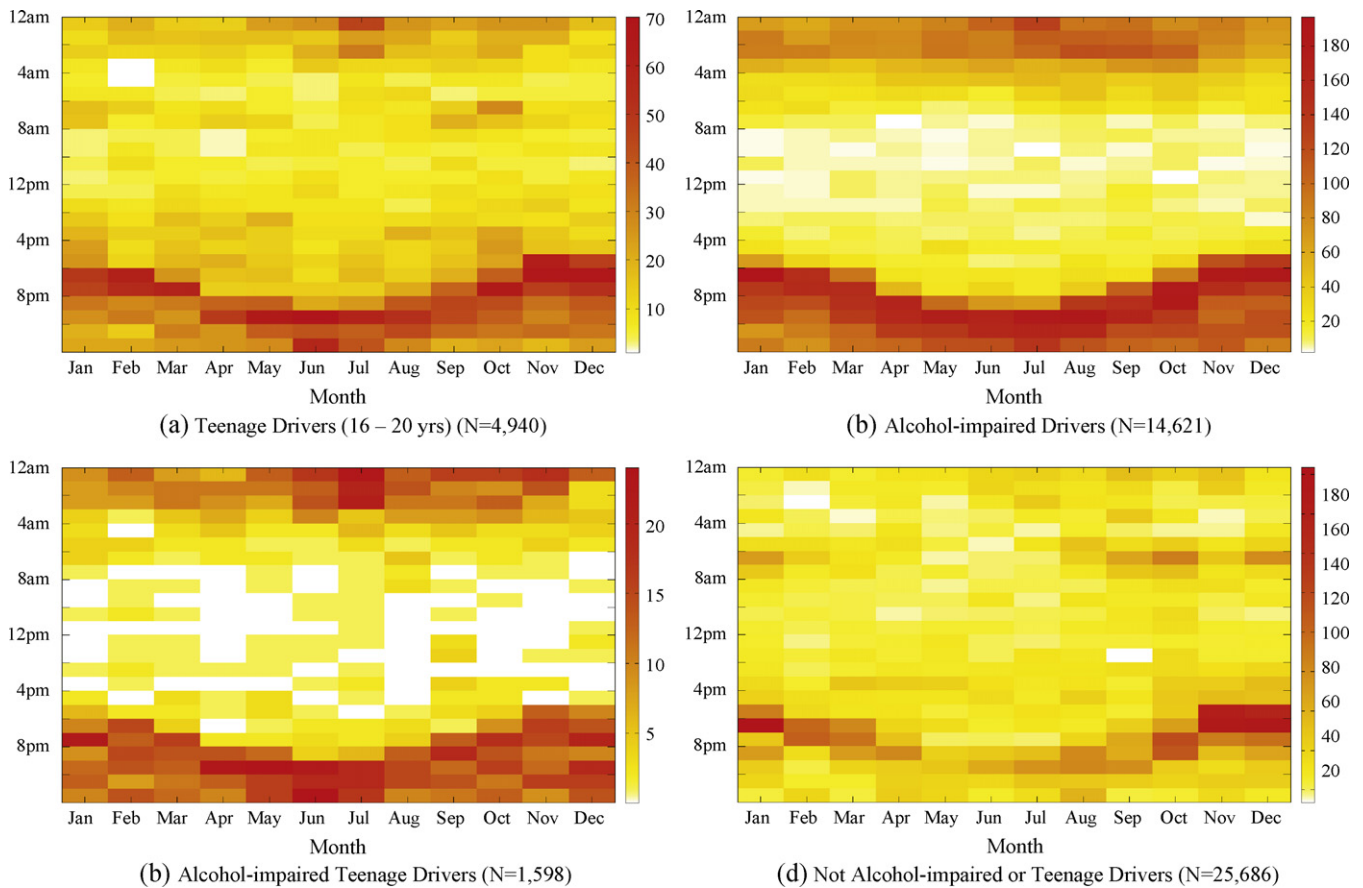 12am
4am
8am
12pm
4pm
8pm
Jan Feb Mar Apr May Jun Jul Aug Sep Oct Nov Dec
Month
70
60
50
40
30
20
10
(a) Teenage Drivers (16 – 20 yrs) (N=4,940)
12am
4am
8am
12pm
4pm
8pm
Jan Feb Mar Apr May Jun Jul Aug Sep Oct Nov Dec
Month
180
160
140
120
100
80
60
40
20
(b) Alcohol-impaired Drivers (N=14,621)
12am
4am
8am
12pm
4pm
8pm
Jan Feb Mar Apr May Jun Jul Aug Sep Oct Nov Dec
Month
20
15
10
5
(b) Alcohol-impaired Teenage Drivers (N=1,598)
12am
4am
8am
12pm
4pm
8pm
Jan Feb Mar Apr May Jun Jul Aug Sep Oct Nov Dec
Month
180
160
140
120
100
80
60
40
20
(d) Not Alcohol-impaired or Teenage Drivers (N=25,686)